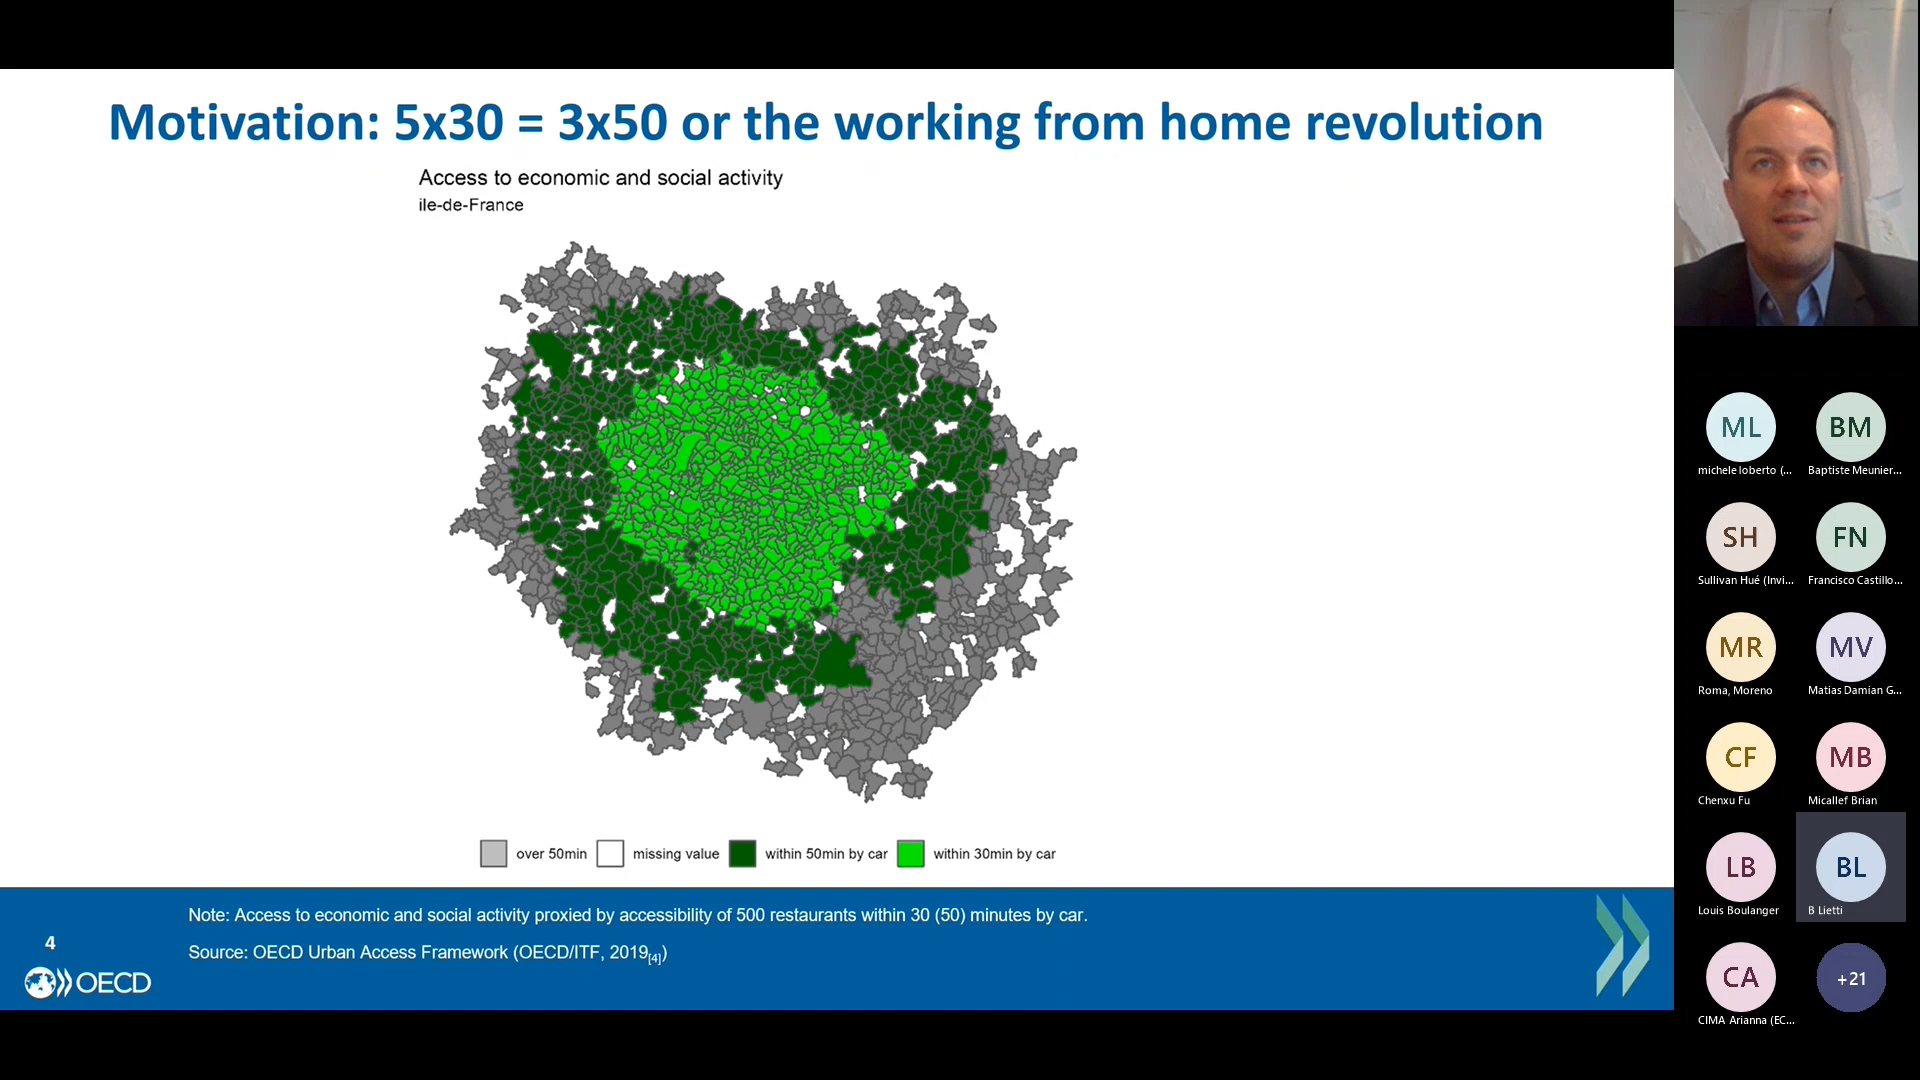 Motivation: 5x30 = 3x50 or the working from home revolution
Access to economic and social activity
ile-de-France
over 50min
missing value
within 50min by car
within 30min by car
Note: Access to economic and social activity proxied by accessibility of 500 restaurants within 30 (50) minutes by car.
Source: OECD Urban Access Framework (OECD/ITF, 2019[4])
4
OECD
ML
BM
michele loberto (...
Baptiste Meunier...
SH
FN
Sullivan Hué (Invi...
Francisco Castillo...
MR
MV
Roma, Moreno
Matias Damian G...
CF
MB
Chenxu Fu
Micallef Brian
LB
BL
Louis Boulanger
B Lietti
CA
+21
CIMA Arianna (EC...